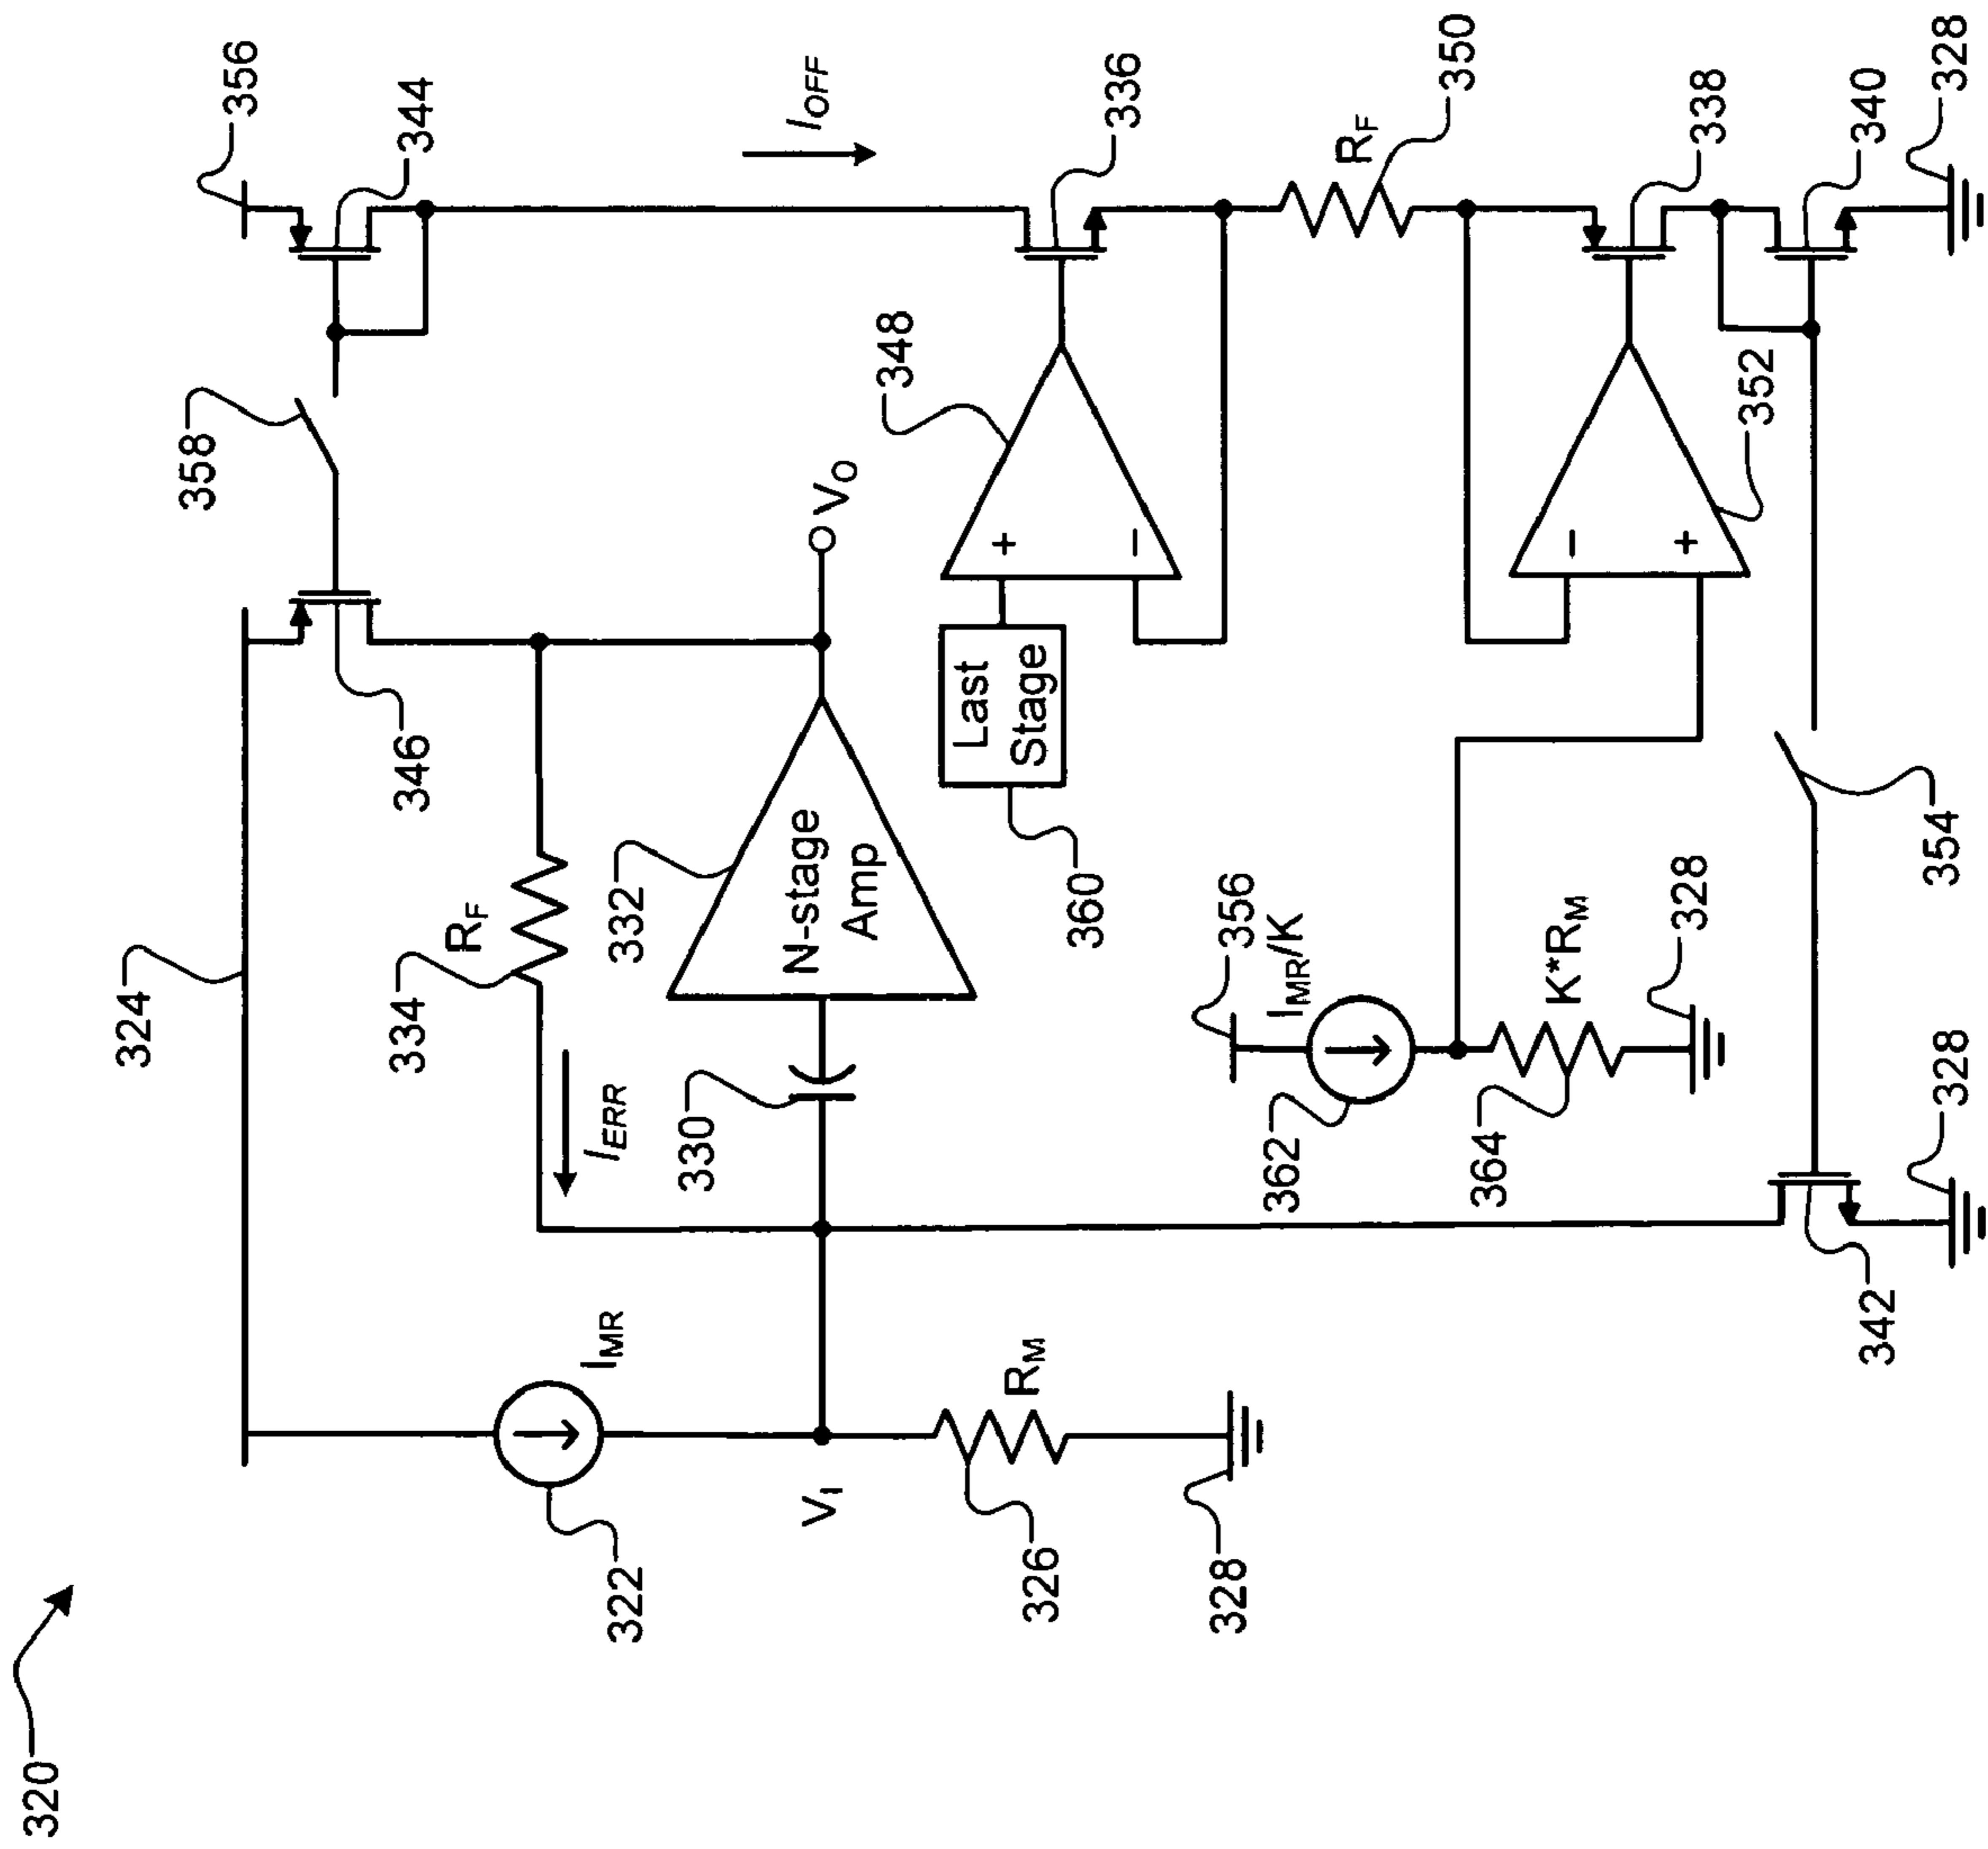 320
324
322
I_MR
V_I
326
R_M
328
334
R_F
I_ERR
330
332
N-stage
Amp
346
358
V_O
356
344
I_OFF
348
336
Last
Stage
360
R_F
350
356
I_MR/K
362
364
K*R_M
328
352
338
340
328
354
342
328